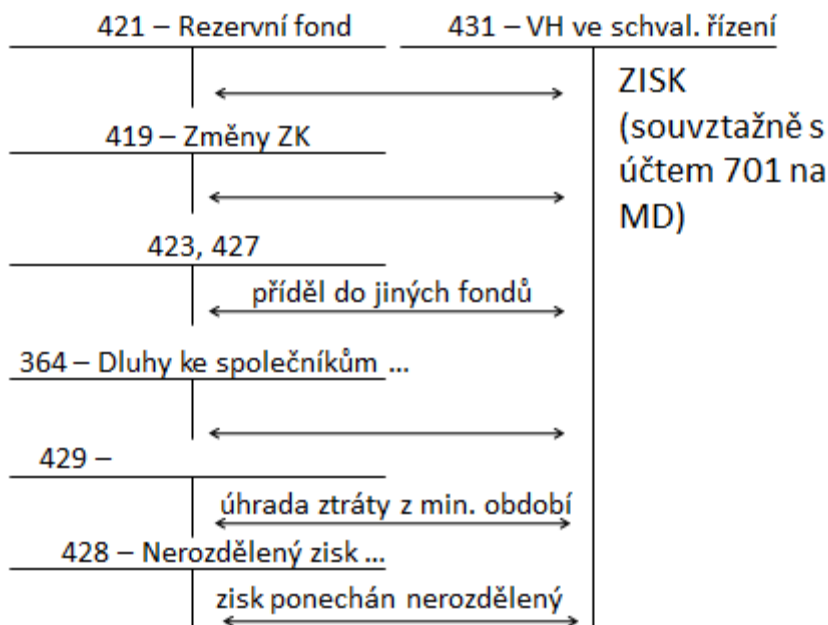 421 – Rezervní fond
431 – VH ve schval. řízení
ZISK
(souvztažně s
účtem 701 na
MD)
419 – Změny ZK
423, 427
příděl do jiných fondů
364 – Dluhy ke společníkům ...
429 –
úhrada ztráty z min. období
428 – Nerozdělený zisk ...
zisk ponechán nerozdělený